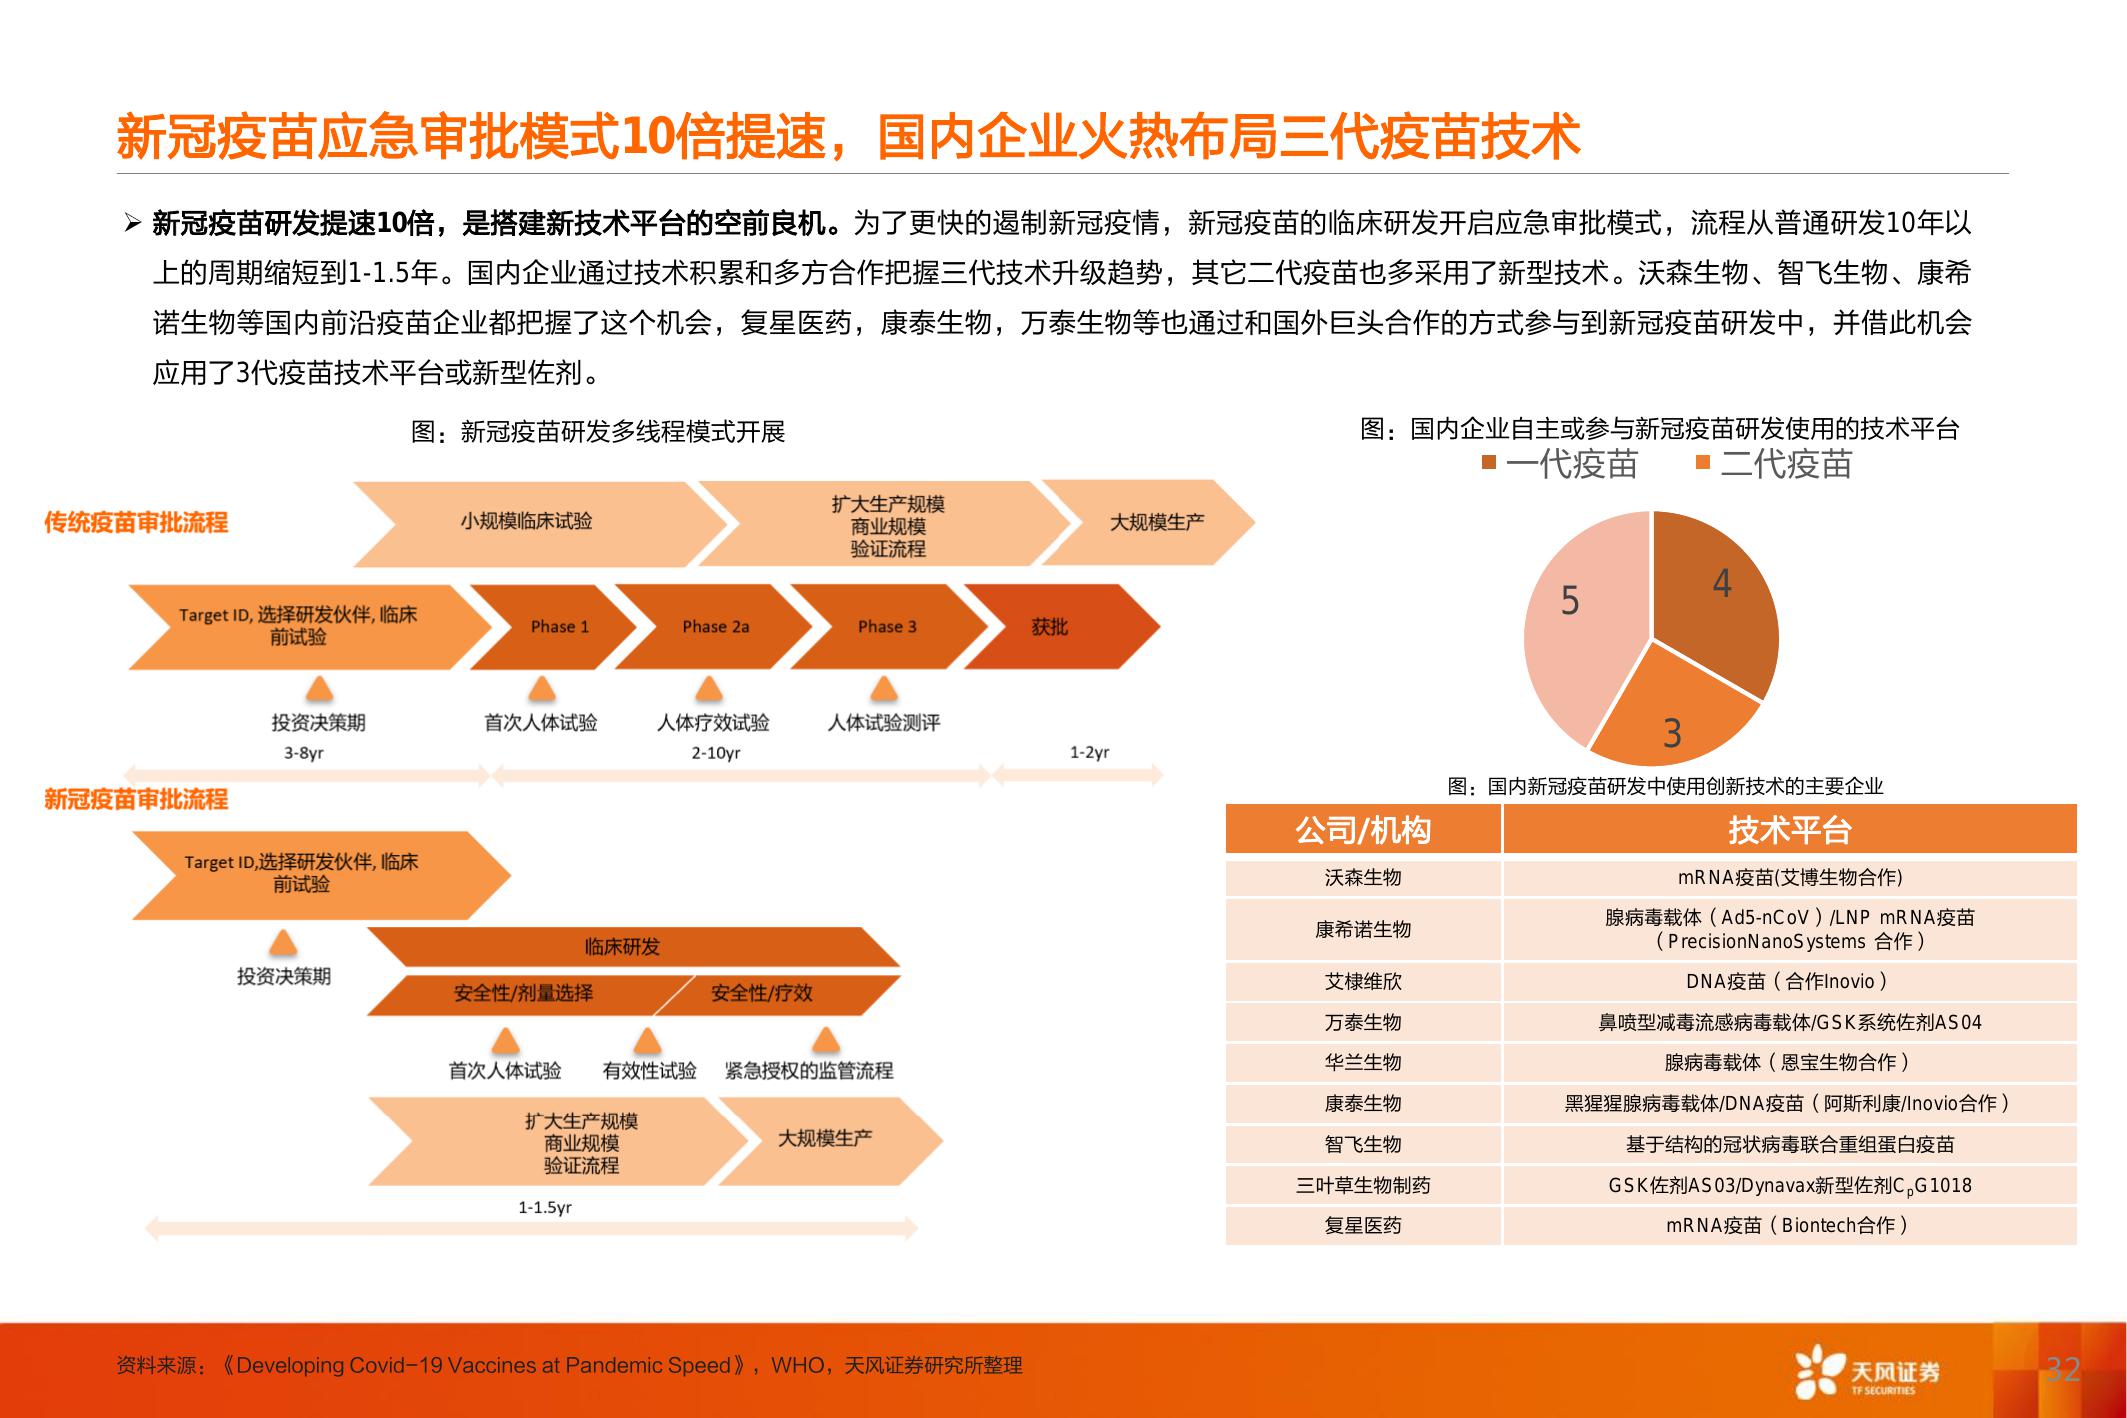 新冠疫苗应急审批模式10倍提速，国内企业火热布局三代疫苗技术
➢ 新冠疫苗研发提速10倍，是搭建新技术平台的空前良机。为了更快的遏制新冠疫情，新冠疫苗的临床研发开启应急审批模式，流程从普通研发10年以
上的周期缩短到1-1.5年。国内企业通过技术积累和多方合作把握三代技术升级趋势，其它二代疫苗也多采用了新型技术。沃森生物、智飞生物、康希
诺生物等国内前沿疫苗企业都把握了这个机会，复星医药，康泰生物，万泰生物等也通过和国外巨头合作的方式参与到新冠疫苗研发中，并借此机会
应用了3代疫苗技术平台或新型佐剂。
图：新冠疫苗研发多线程模式开展
传统疫苗审批流程
小规模临床试验
扩大生产规模
商业规模
验证流程
大规模生产
Target ID, 选择研发伙伴, 临床
前试验
Phase 1
Phase 2a
Phase 3
获批
投资决策期
首次人体试验
人体疗效试验
人体试验测评
3-8yr
2-10yr
1-2yr
新冠疫苗审批流程
Target ID,选择研发伙伴, 临床
前试验
投资决策期
临床研发
安全性/剂量选择
安全性/疗效
首次人体试验
有效性试验
紧急授权的监管流程
扩大生产规模
商业规模
验证流程
大规模生产
1-1.5yr
图：国内企业自主或参与新冠疫苗研发使用的技术平台
一代疫苗 二代疫苗
5
4
3
图：国内新冠疫苗研发中使用创新技术的主要企业
公司/机构 技术平台
沃森生物 mRNA疫苗(艾博生物合作)
康希诺生物 腺病毒载体（Ad5-nCoV）/LNP mRNA疫苗
（PrecisionNanoSystems 合作）
艾棣维欣 DNA疫苗（合作Inovio）
万泰生物 鼻喷型减毒流感病毒载体/GSK系统佐剂AS04
华兰生物 腺病毒载体（恩宝生物合作）
康泰生物 黑猩猩腺病毒载体/DNA疫苗（阿斯利康/Inovio合作）
智飞生物 基于结构的冠状病毒联合重组蛋白疫苗
三叶草生物制药 GSK佐剂AS03/Dynavax新型佐剂CpG1018
复星医药 mRNA疫苗（Biontech合作）
资料来源：《Developing Covid-19 Vaccines at Pandemic Speed》，WHO，天风证券研究所整理
天风证券
TF SECURITIES
32